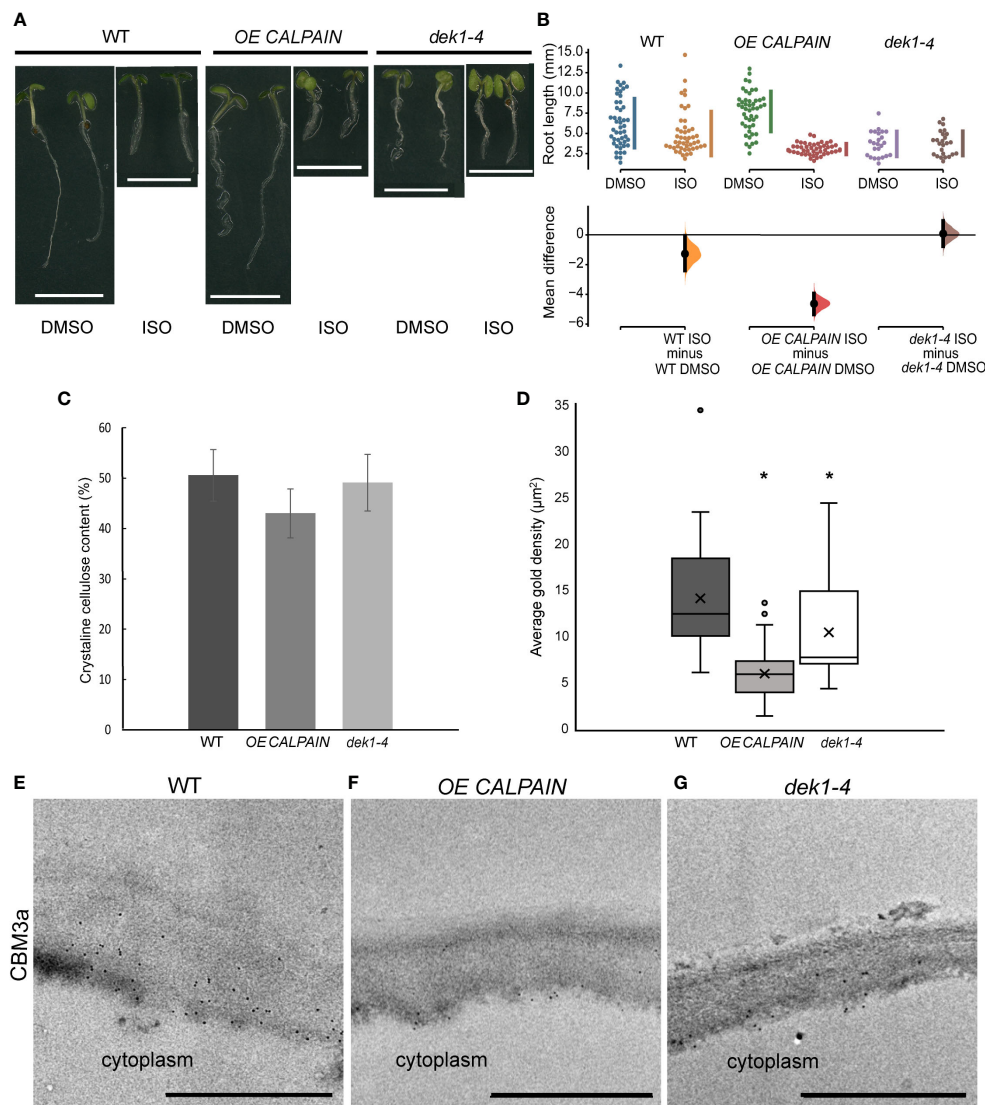 A
WT
OE CALPAIN
dek1-4
DMSO
ISO
DMSO
ISO
DMSO
ISO
B
WT
OE CALPAIN
dek1-4
Root length (mm)
15.0
12.5
10.0
7.5
5.0
2.5
DMSO
ISO
DMSO
ISO
DMSO
ISO
Mean difference
0
−2
−4
−6
WT ISO
minus
WT DMSO
OE CALPAIN ISO
minus
OE CALPAIN DMSO
dek1-4 ISO
minus
dek1-4 DMSO
C
Crystaline cellulose content (%)
60
50
40
30
20
10
0
WT
OE CALPAIN
dek1-4
D
Average gold density (µm²)
35
30
25
20
15
10
5
0
*
*
WT
OE CALPAIN
dek1-4
E
WT
F
OE CALPAIN
G
dek1-4
CBM3a
cytoplasm
cytoplasm
cytoplasm